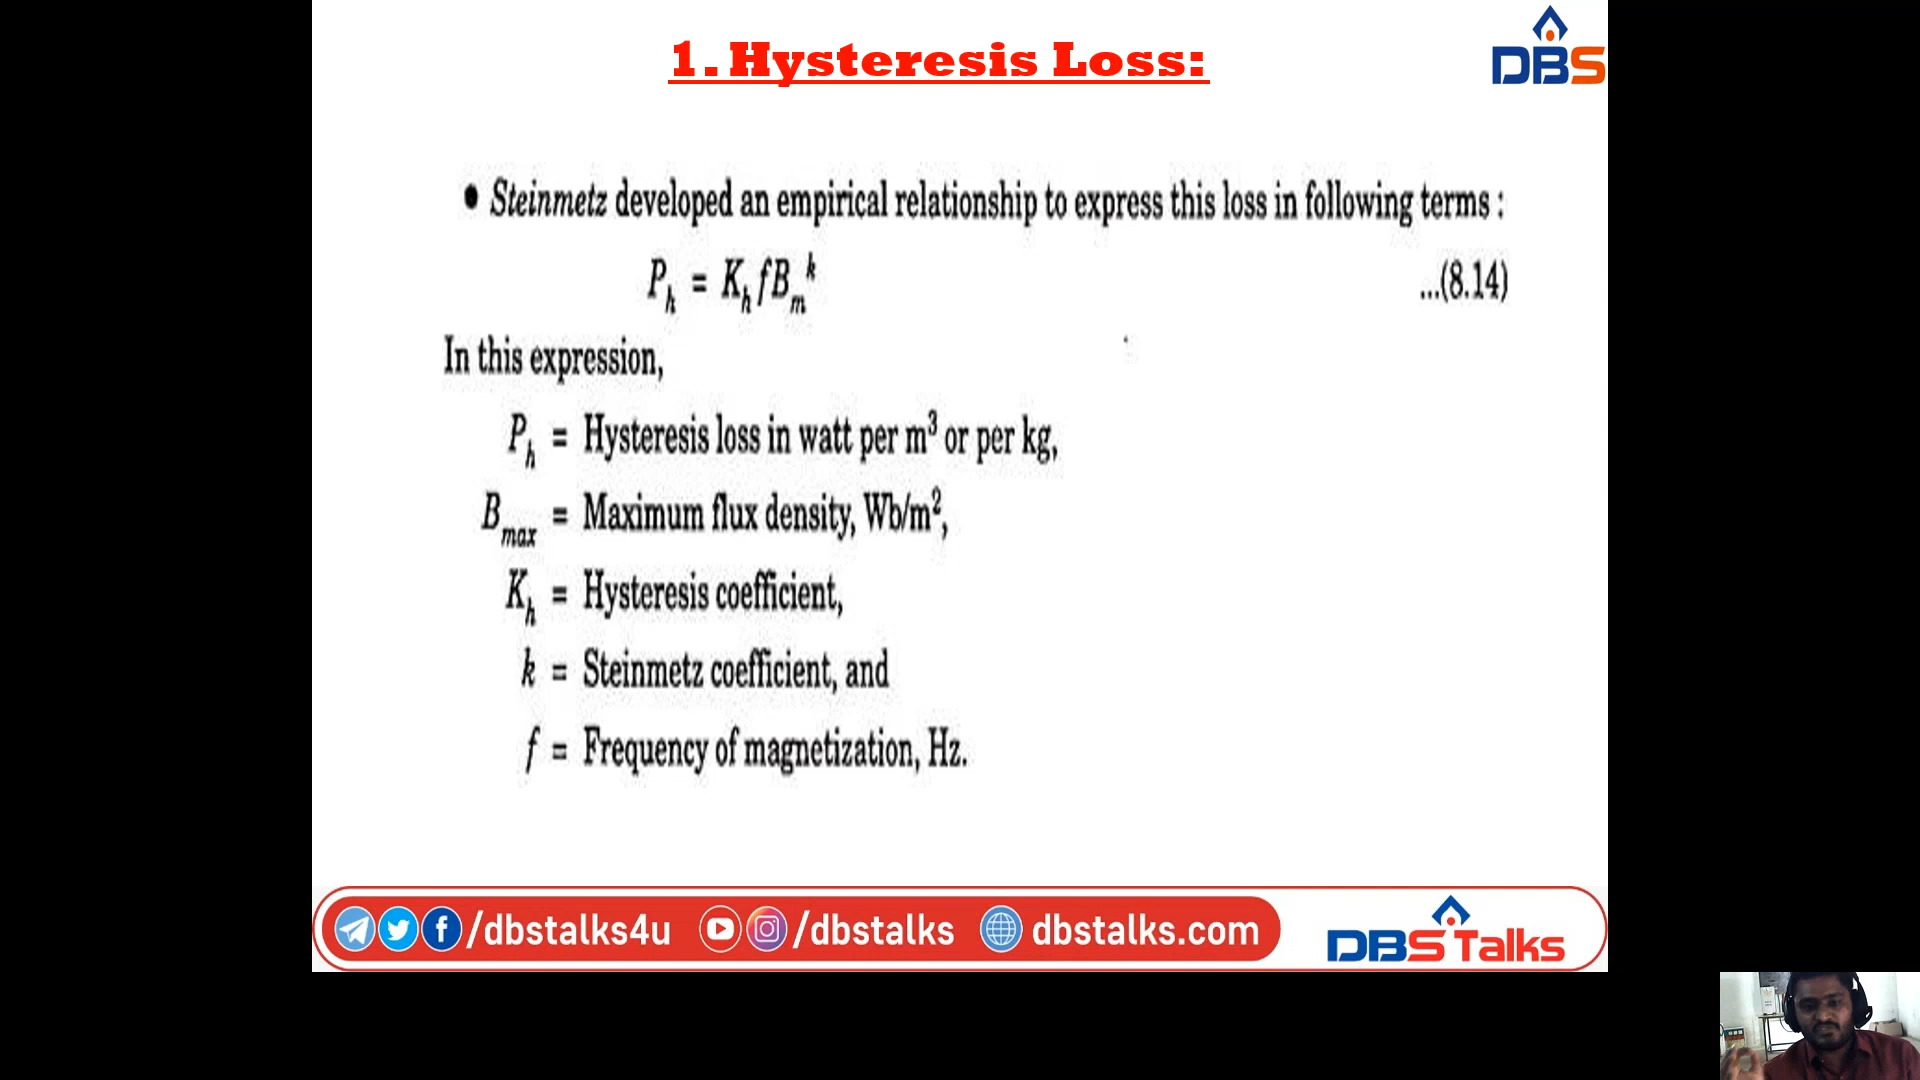 1. Hysteresis Loss:
DBS
● Steinmetz developed an empirical relationship to express this loss in following terms :
P_h = K_h f B_m^k ...(8.14)
In this expression,
P_h = Hysteresis loss in watt per m³ or per kg,
B_max = Maximum flux density, Wb/m²,
K_h = Hysteresis coefficient,
k = Steinmetz coefficient, and
f = Frequency of magnetization, Hz.
/dbstalks4u /dbstalks dbstalks.com DBS Talks